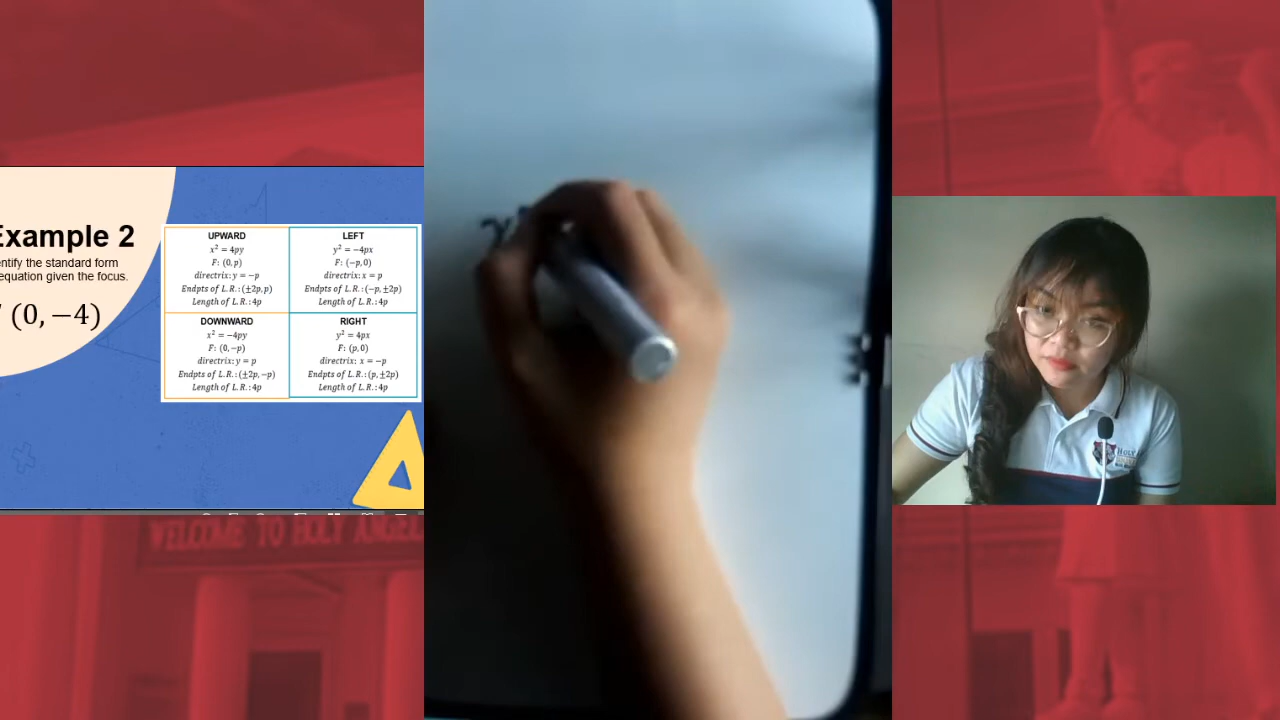 Example 2
entify the standard form
equation given the focus.
(0, −4)
UPWARD
x² = 4py
F: (0, p)
directrix: y = −p
Endpts of L.R.: (±2p, p)
Length of L.R.: 4p
LEFT
y² = −4px
F: (−p, 0)
directrix: x = p
Endpts of L.R.: (−p, ±2p)
Length of L.R.: 4p
DOWNWARD
x² = −4py
F: (0, −p)
directrix: y = p
Endpts of L.R.: (±2p, −p)
Length of L.R.: 4p
RIGHT
y² = 4px
F: (p, 0)
directrix: x = −p
Endpts of L.R.: (p, ±2p)
Length of L.R.: 4p
WELCOME TO HOLY ANGEL
HOLY